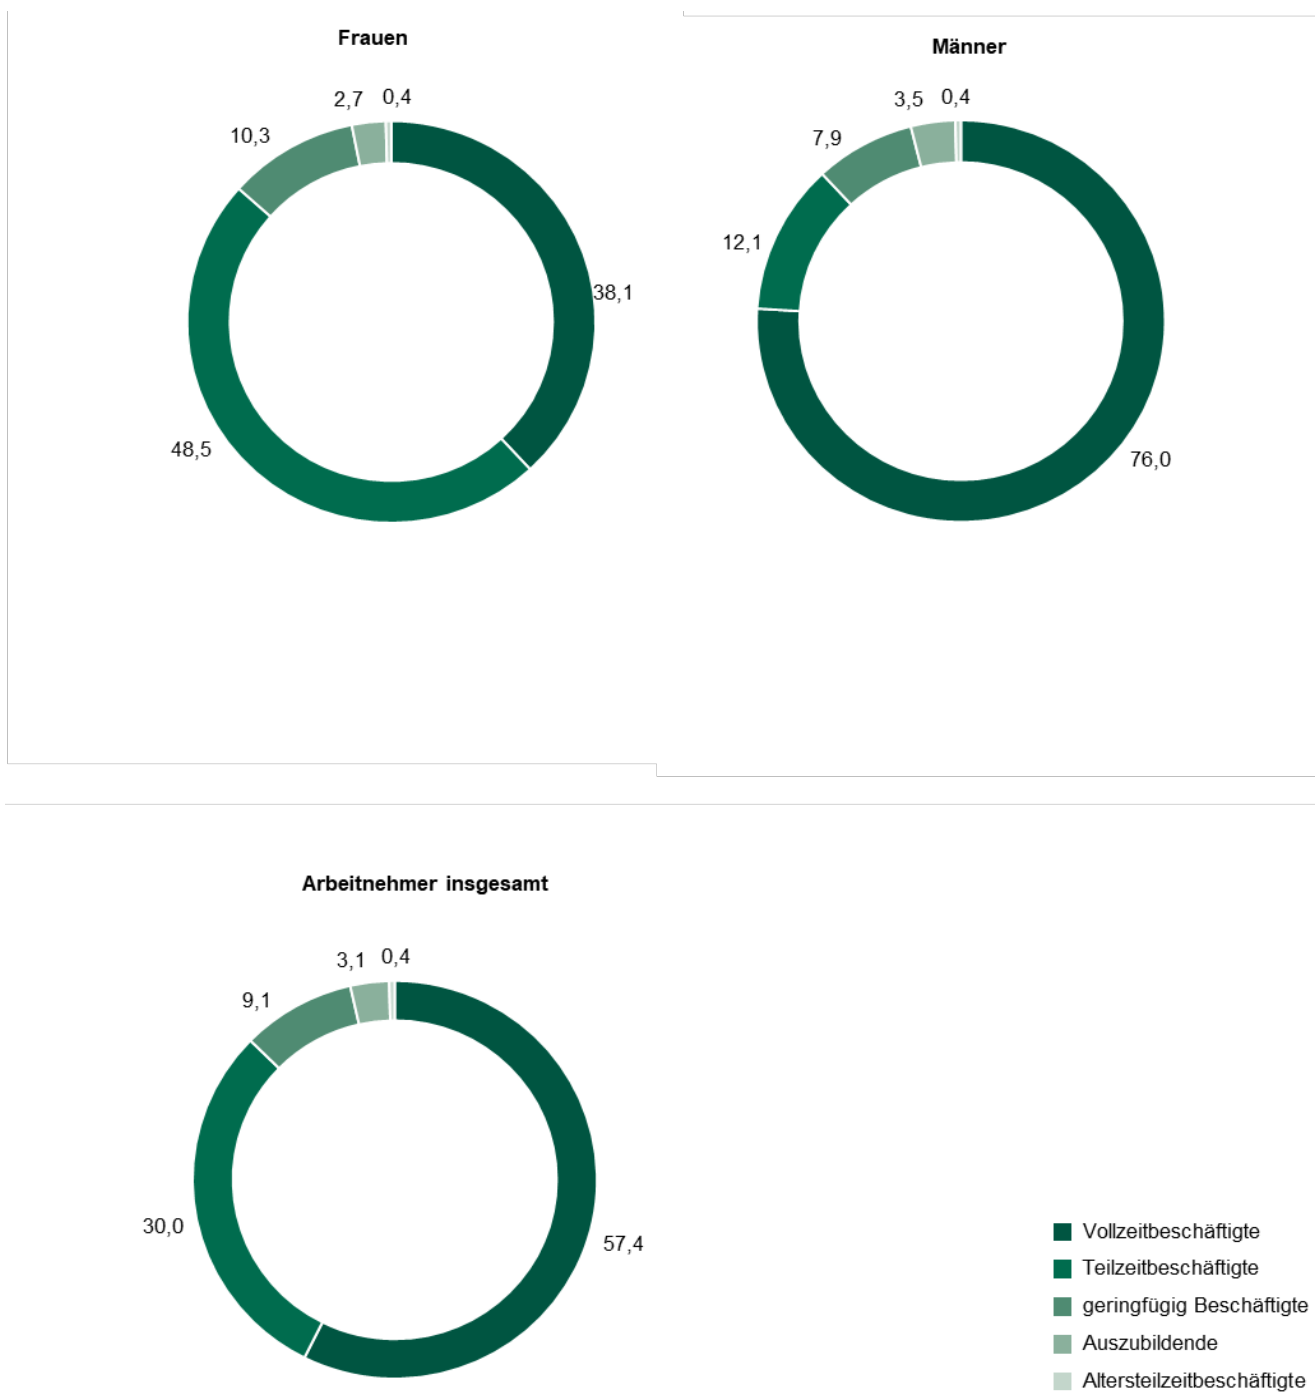 Frauen
2,7 0,4
10,3
38,1
48,5
Männer
3,5 0,4
7,9
12,1
76,0
Arbeitnehmer insgesamt
3,1 0,4
9,1
30,0
57,4
Vollzeitbeschäftigte
Teilzeitbeschäftigte
geringfügig Beschäftigte
Auszubildende
Altersteilzeitbeschäftigte